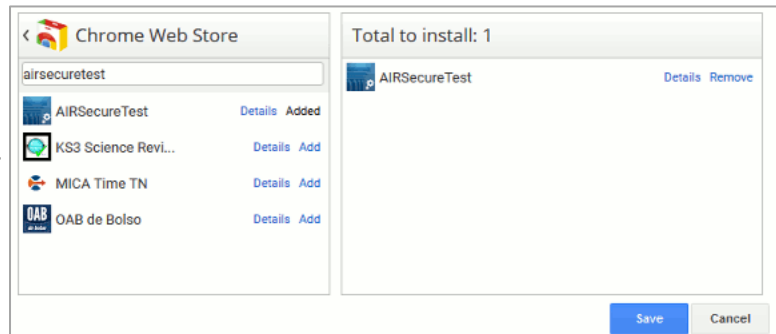 Chrome Web Store
airsecuretest
AIRSecureTest Details Added
KS3 Science Revi... Details Add
MICA Time TN Details Add
OAB de Bolso Details Add
Total to install: 1
AIRSecureTest Details Remove
Save Cancel